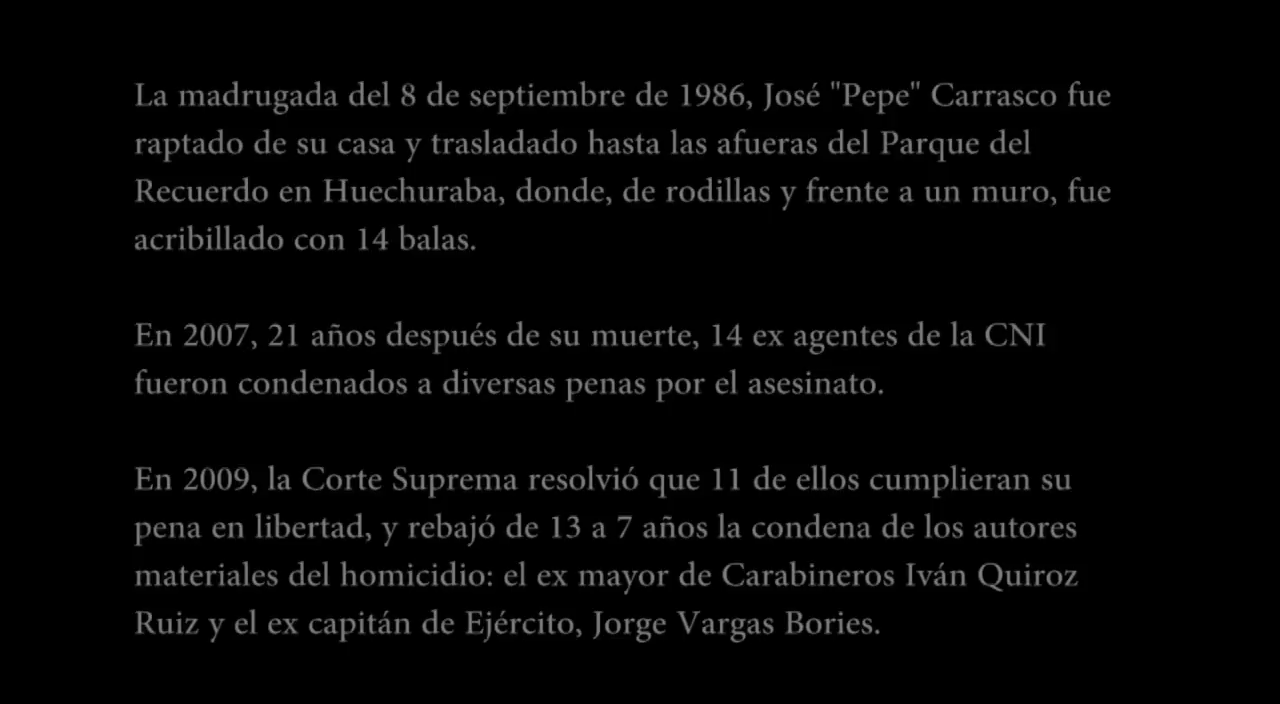 La madrugada del 8 de septiembre de 1986, José "Pepe" Carrasco fue
raptado de su casa y trasladado hasta las afueras del Parque del
Recuerdo en Huechuraba, donde, de rodillas y frente a un muro, fue
acribillado con 14 balas.
En 2007, 21 años después de su muerte, 14 ex agentes de la CNI
fueron condenados a diversas penas por el asesinato.
En 2009, la Corte Suprema resolvió que 11 de ellos cumplieran su
pena en libertad, y rebajó de 13 a 7 años la condena de los autores
materiales del homicidio: el ex mayor de Carabineros Iván Quiroz
Ruiz y el ex capitán de Ejército, Jorge Vargas Bories.